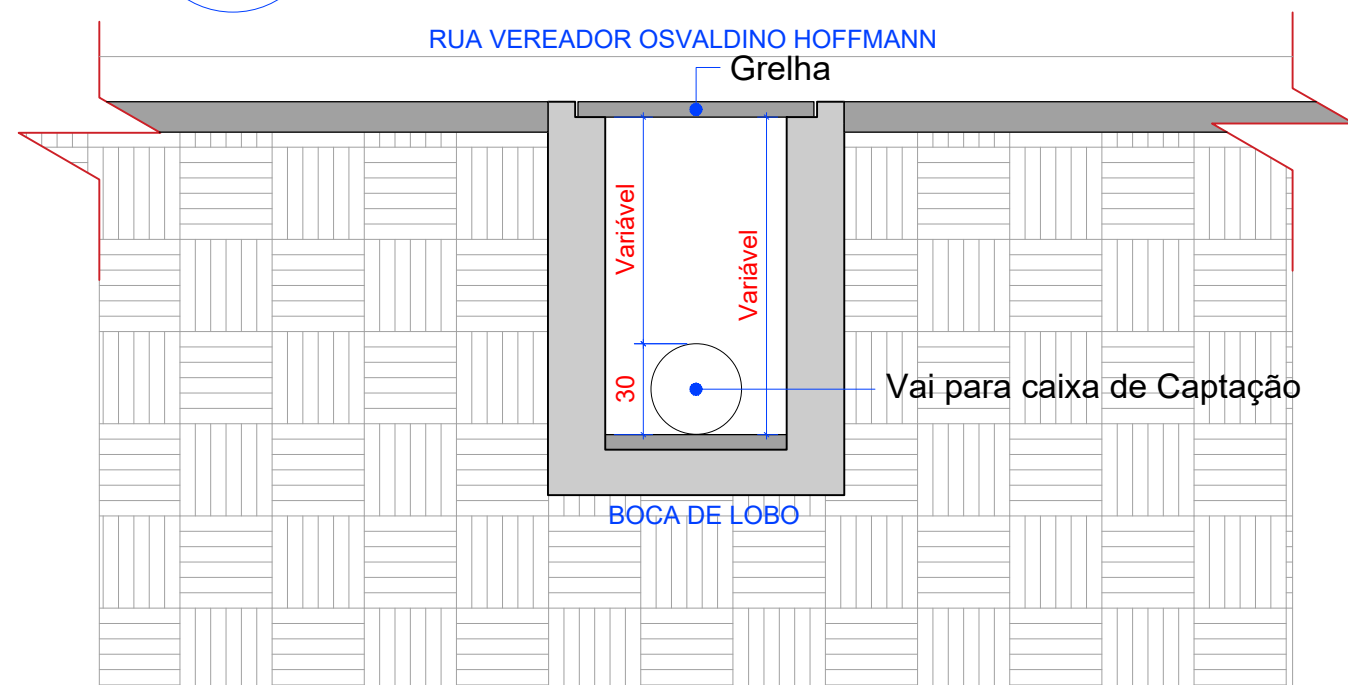 RUA VEREADOR OSVALDINO HOFFMANN
Grelha
Variável
Variável
30
Vai para caixa de Captação
BOCA DE LOBO